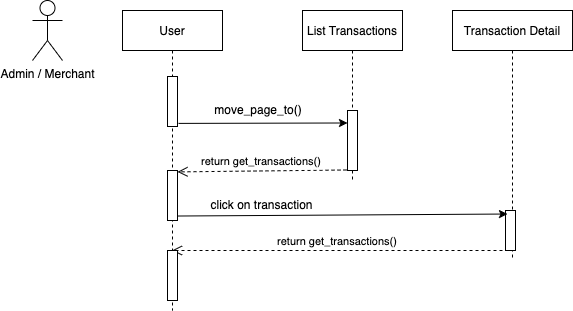 User
List Transactions
Transaction Detail
Admin / Merchant
move_page_to()
return get_transactions()
click on transaction
return get_transactions()